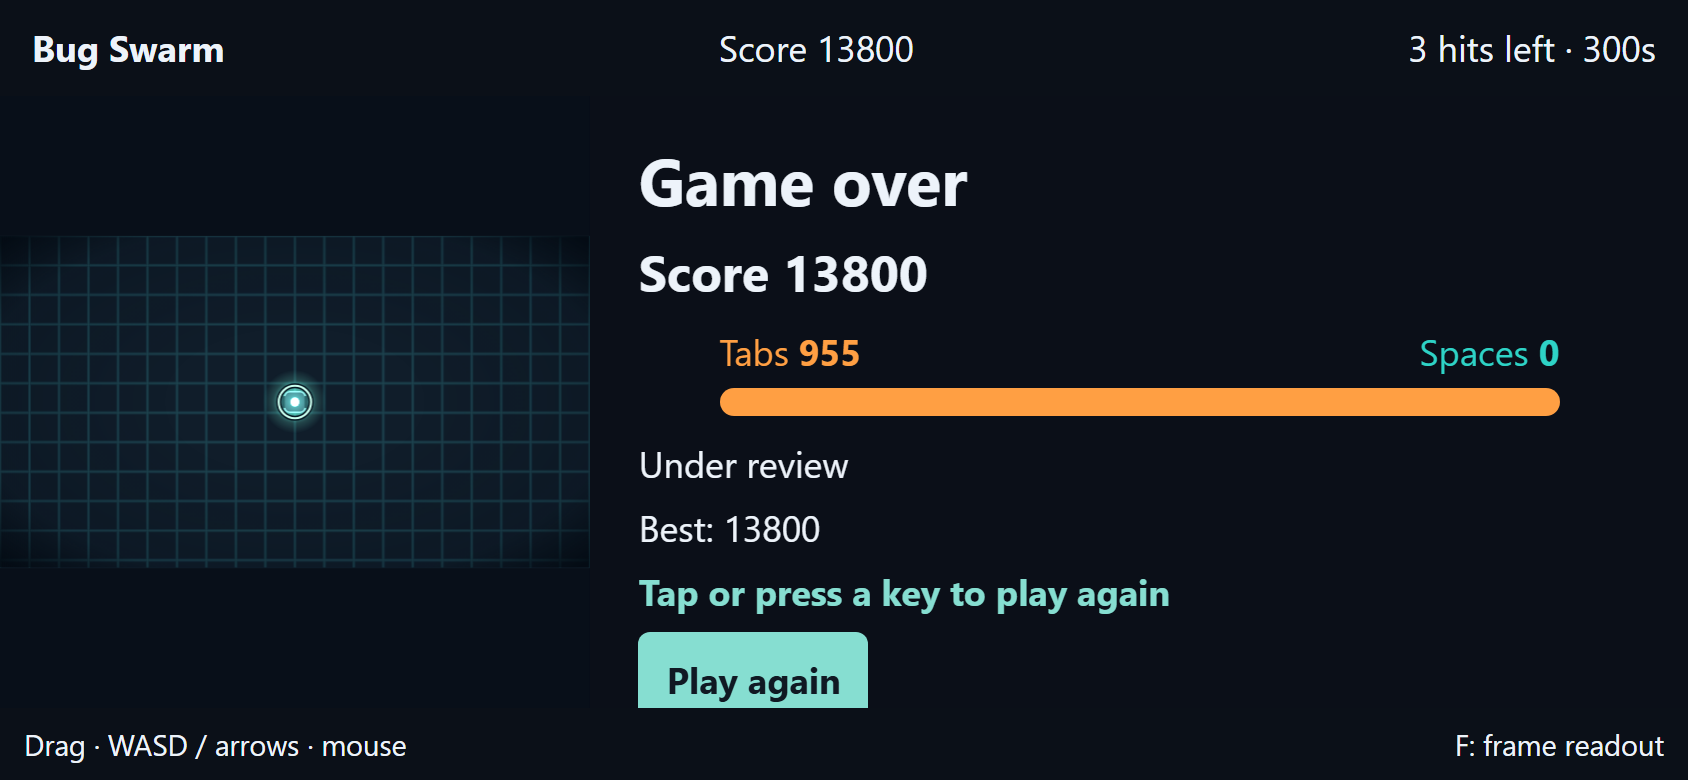 Bug Swarm
Score 13800
3 hits left · 300s
Game over
Score 13800
Tabs 955
Spaces 0
Under review
Best: 13800
Tap or press a key to play again
Play again
Drag · WASD / arrows · mouse
F: frame readout